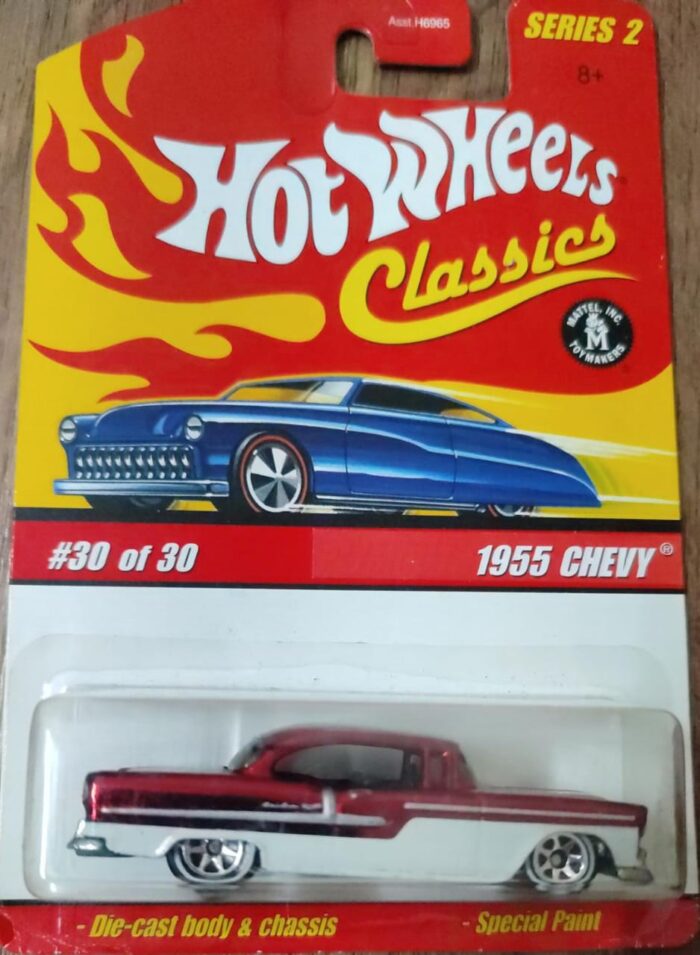 Asst.H6965
SERIES 2
8+
HOT WHEELS
Classics
MATTEL, INC.
M
TOYMAKERS
#30 of 30
1955 CHEVY®
- Die-cast body & chassis
- Special Paint